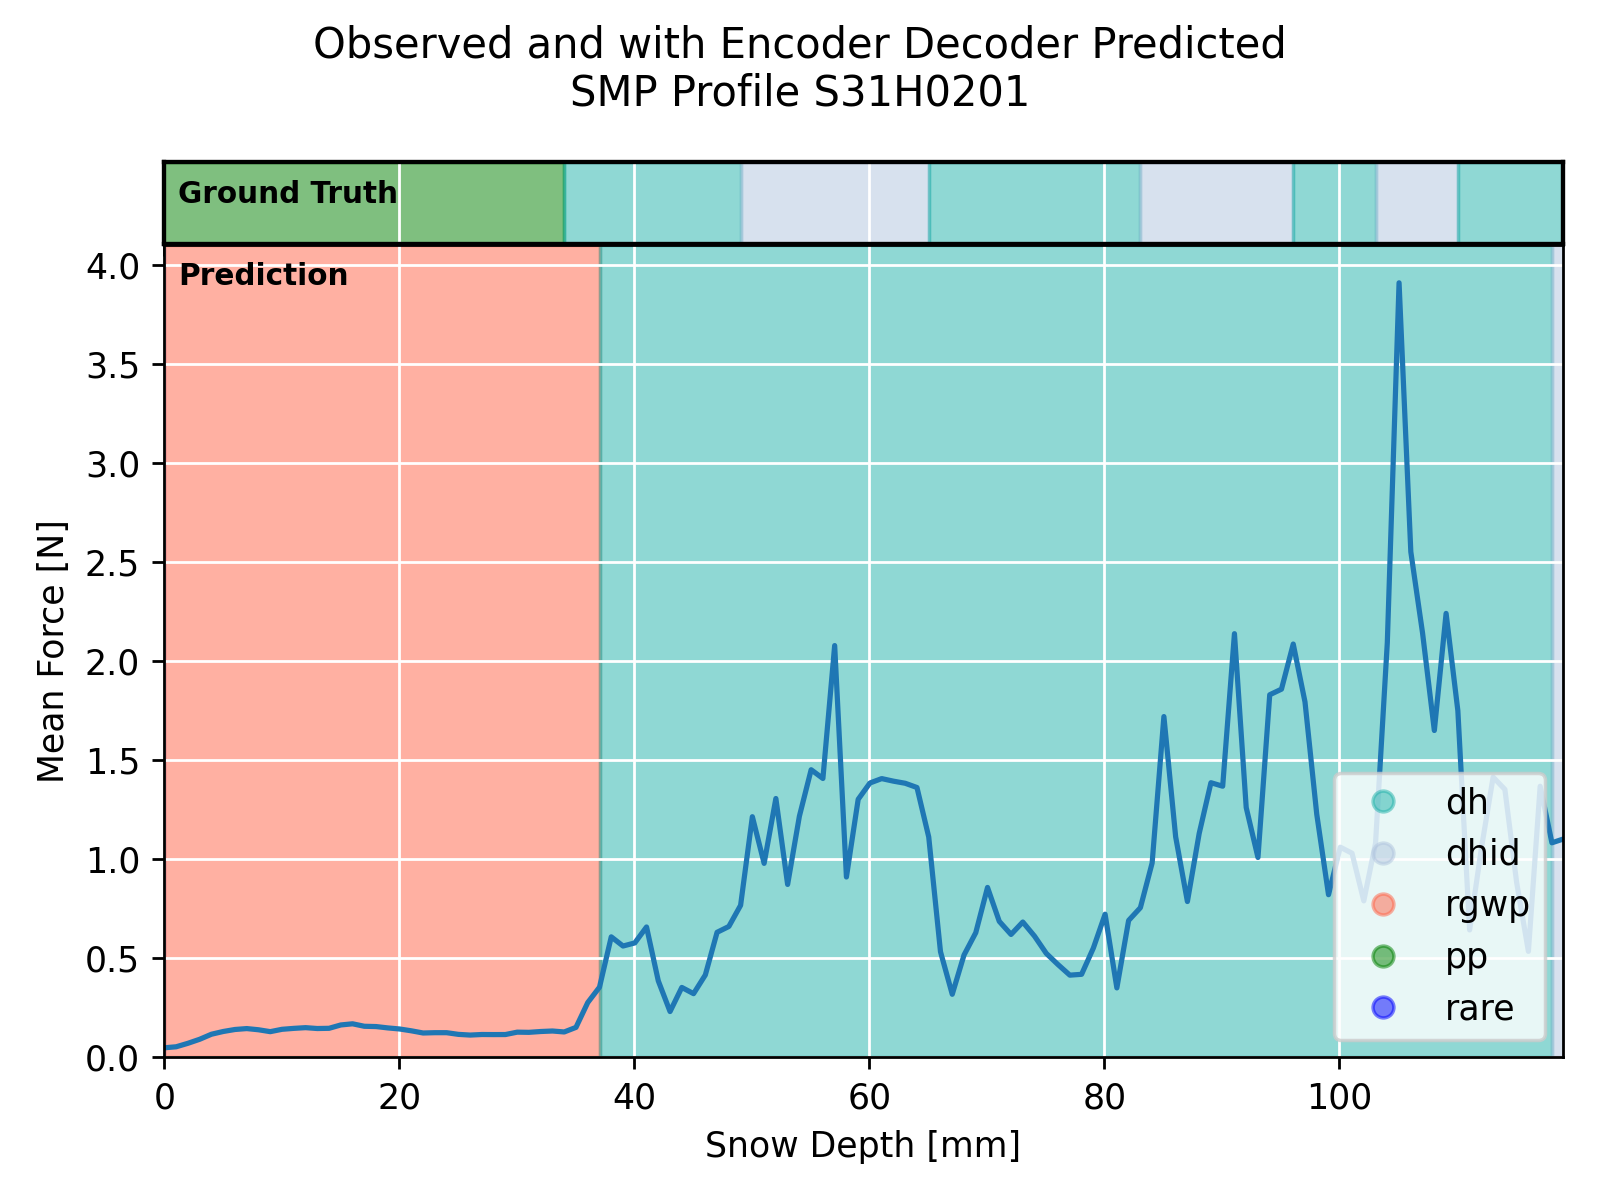 Observed and with Encoder Decoder Predicted
SMP Profile S31H0201
Ground Truth
Prediction
4.0
3.5
3.0
2.5
2.0
1.5
1.0
0.5
0.0
Mean Force [N]
dh
dhid
rgwp
pp
rare
0 20 40 60 80 100
Snow Depth [mm]